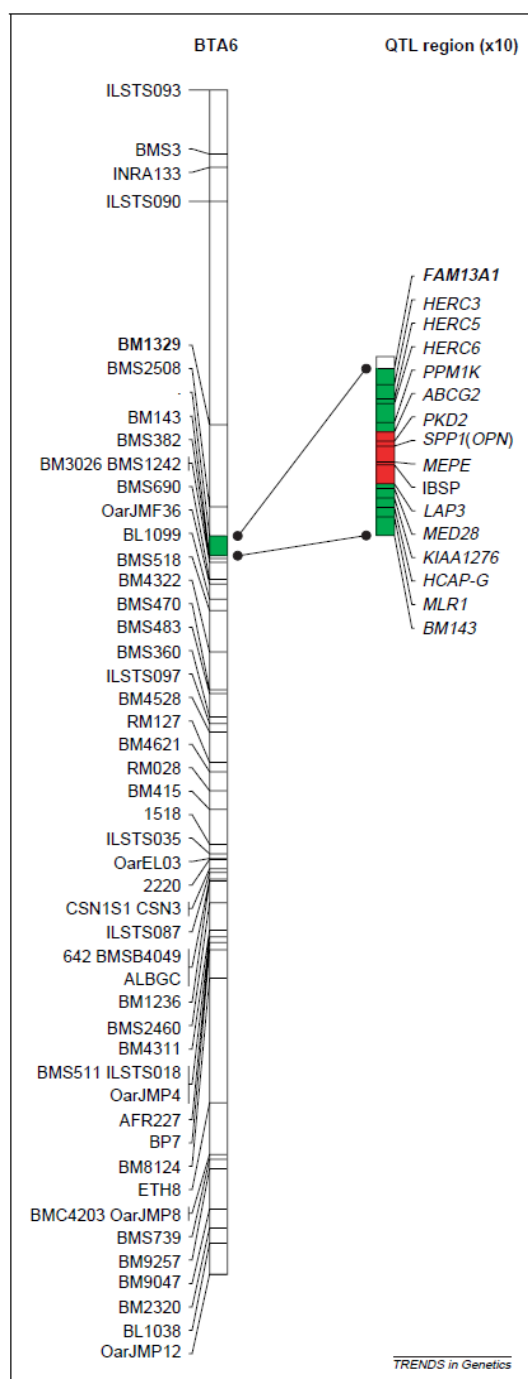 BTA6
QTL region (x10)
ILSTS093
BMS3
INRA133
ILSTS090
BM1329
BMS2508
-
BM143
BMS382
BM3026 BMS1242
BMS690
OarJMF36
BL1099
BMS518
BM4322
BMS470
BMS483
BMS360
ILSTS097
BM4528
RM127
BM4621
RM028
BM415
1518
ILSTS035
OarEL03
2220
CSN1S1 CSN3
ILSTS087
642 BMSB4049
ALBGC
BM1236
BMS2460
BM4311
BMS511 ILSTS018
OarJMP4
AFR227
BP7
BM8124
ETH8
BMC4203 OarJMP8
BMS739
BM9257
BM9047
BM2320
BL1038
OarJMP12
FAM13A1
HERC3
HERC5
HERC6
PPM1K
ABCG2
PKD2
SPP1(OPN)
MEPE
IBSP
LAP3
MED28
KIAA1276
HCAP-G
MLR1
BM143
TRENDS in Genetics